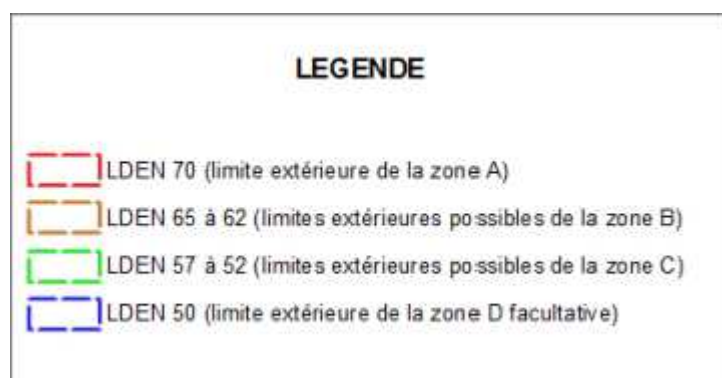 LEGENDE
LDEN 70 (limite extérieure de la zone A)
LDEN 65 à 62 (limites extérieures possibles de la zone B)
LDEN 57 à 52 (limites extérieures possibles de la zone C)
LDEN 50 (limite extérieure de la zone D facultative)